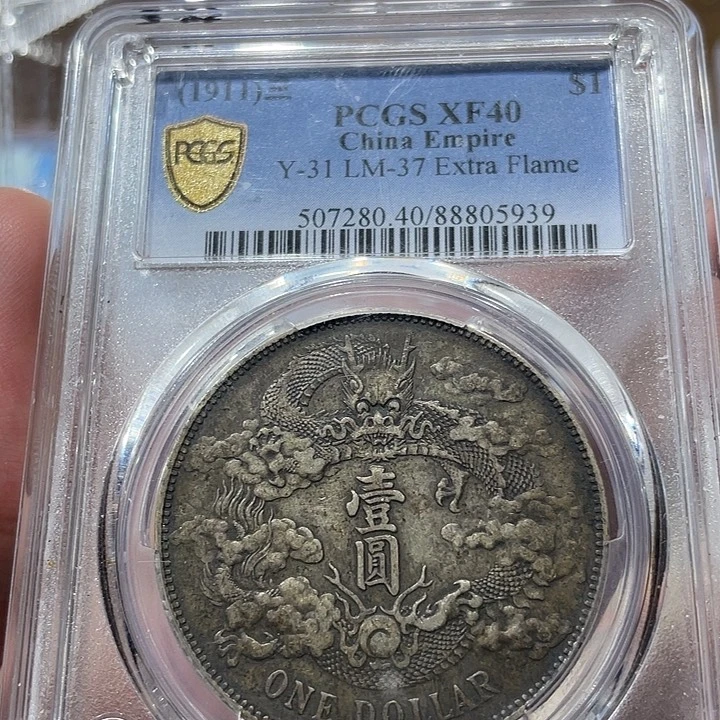 (1911)三 $1
PCGS XF40
China Empire
Y-31 LM-37 Extra Flame
PCGS
507280.40/88805939
壹
圓
ONE DOLLAR